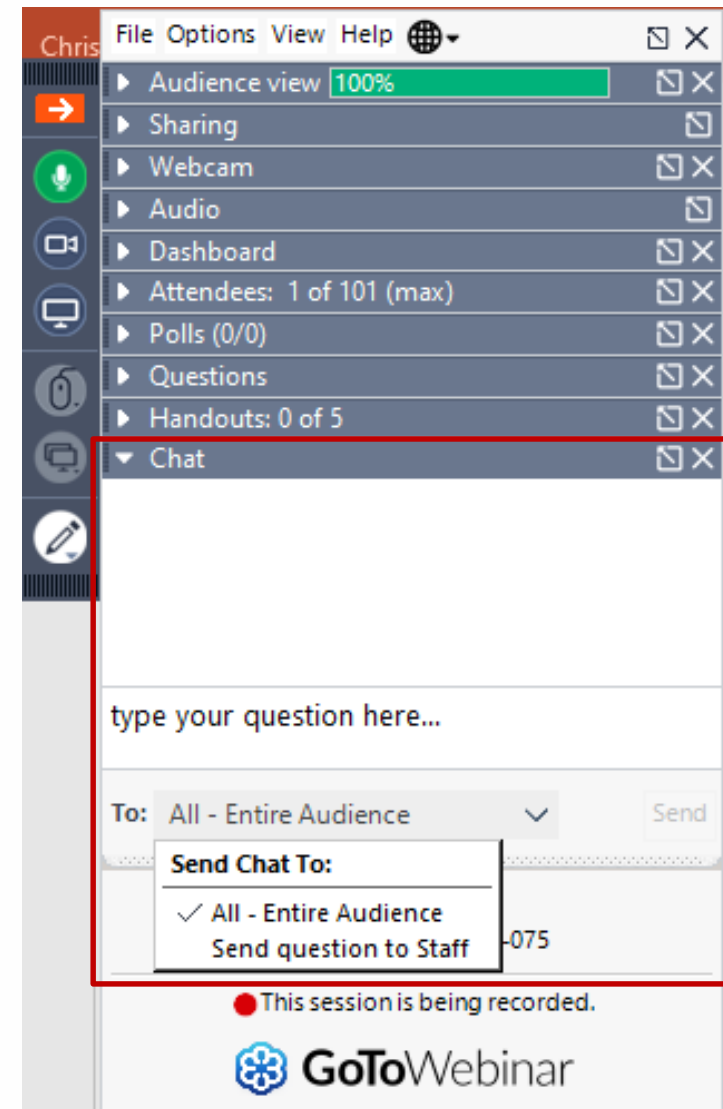 Chris
File Options View Help
Audience view 100%
Sharing
Webcam
Audio
Dashboard
Attendees: 1 of 101 (max)
Polls (0/0)
Questions
Handouts: 0 of 5
Chat
type your question here...
To: All - Entire Audience Send
Send Chat To:
All - Entire Audience
Send question to Staff
-075
This session is being recorded.
GoToWebinar